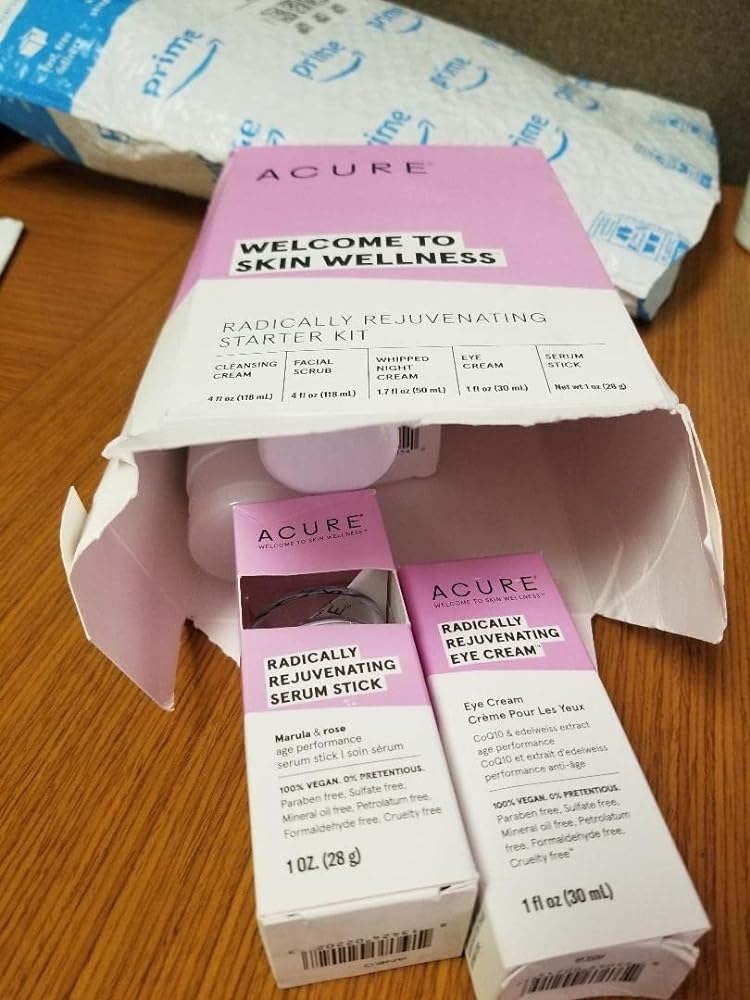 prime
prime
prime
prime
prime
ACURE
WELCOME TO
SKIN WELLNESS
RADICALLY REJUVENATING
STARTER KIT
CLEANSING
CREAM
4 fl oz (118 mL)
FACIAL
SCRUB
4 fl oz (118 mL)
WHIPPED
NIGHT
CREAM
1.7 fl oz (50 mL)
EYE
CREAM
1 fl oz (30 mL)
SERUM
STICK
Net wt 1 oz (28 g)
ACURE®
WELCOME TO SKIN WELLNESS™
RADICALLY
REJUVENATING
SERUM STICK
Marula & rose
age performance
serum stick | soin sérum
100% VEGAN. 0% PRETENTIOUS.
Paraben free, Sulfate free,
Mineral oil free, Petrolatum free,
Formaldehyde free, Cruelty free
1 OZ. (28 g)
ACURE®
WELCOME TO SKIN WELLNESS™
RADICALLY
REJUVENATING
EYE CREAM™
Eye Cream
Crème Pour Les Yeux
CoQ10 & edelweiss extract
age performance
CoQ10 et extrait d'edelweiss
performance anti-âge
100% VEGAN. 0% PRETENTIOUS.
Paraben free, Sulfate free,
Mineral oil free, Petrolatum
free, Formaldehyde free,
Cruelty free™
1 fl oz (30 mL)